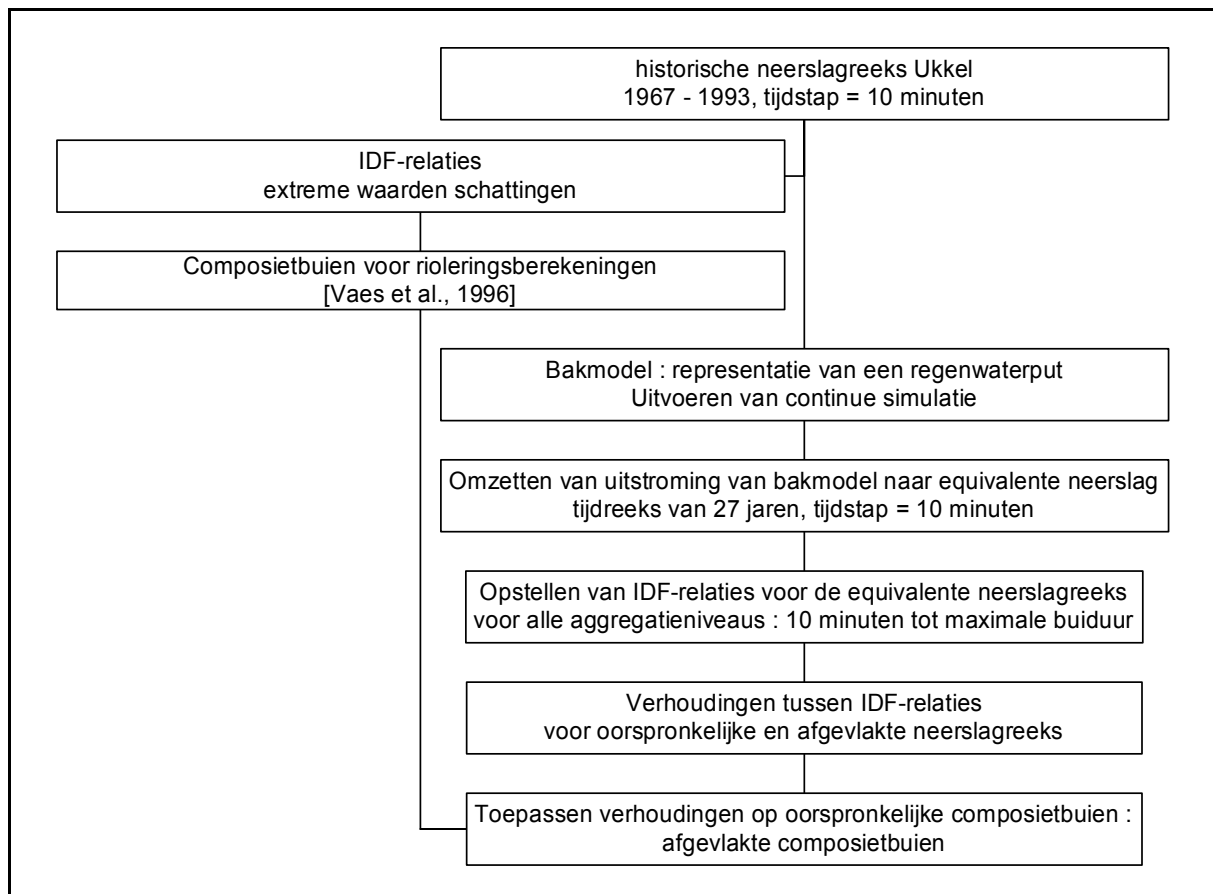 historische neerslagreeks Ukkel
1967 - 1993, tijdstap = 10 minuten
IDF-relaties
extreme waarden schattingen
Composietbuien voor rioleringsberekeningen
[Vaes et al., 1996]
Bakmodel : representatie van een regenwaterput
Uitvoeren van continue simulatie
Omzetten van uitstroming van bakmodel naar equivalente neerslag
tijdreeks van 27 jaren, tijdstap = 10 minuten
Opstellen van IDF-relaties voor de equivalente neerslagreeks
voor alle aggregatieniveaus : 10 minuten tot maximale buiduur
Verhoudingen tussen IDF-relaties
voor oorspronkelijke en afgevlakte neerslagreeks
Toepassen verhoudingen op oorspronkelijke composietbuien :
afgevlakte composietbuien